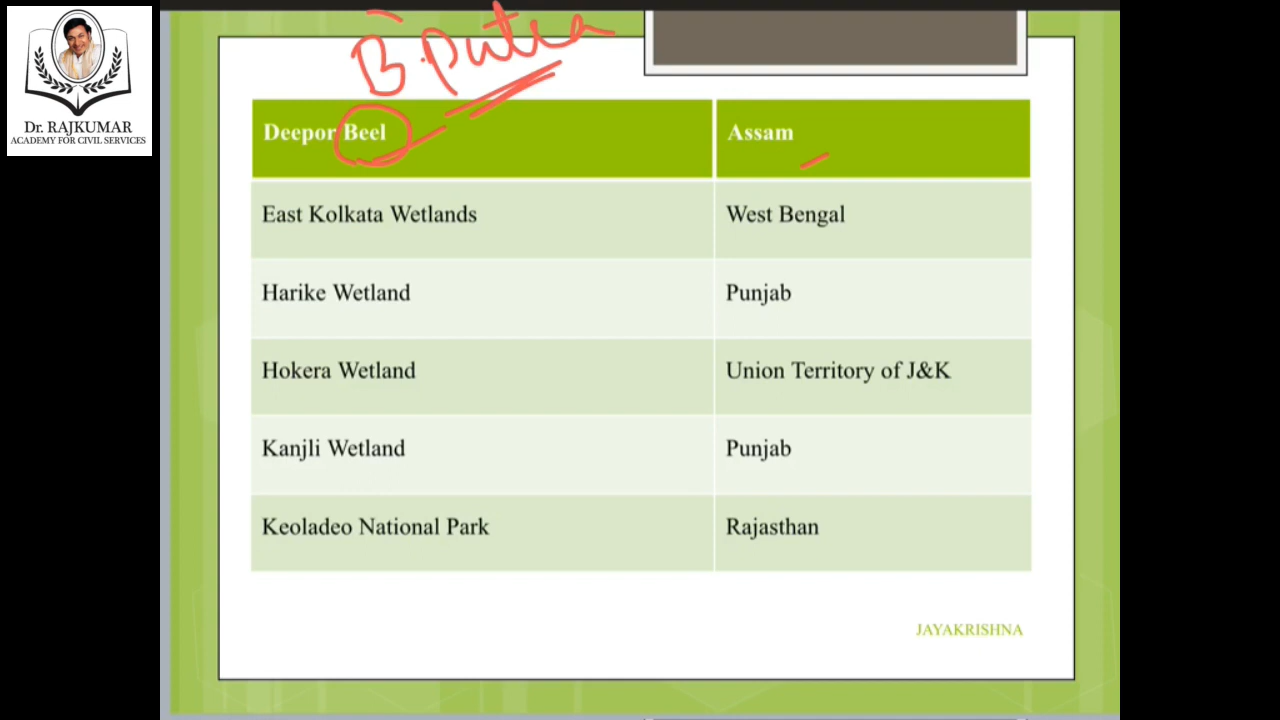 Dr. RAJKUMAR
ACADEMY FOR CIVIL SERVICES
B.Putra
Deepor Beel Assam
East Kolkata Wetlands West Bengal
Harike Wetland Punjab
Hokera Wetland Union Territory of J&K
Kanjli Wetland Punjab
Keoladeo National Park Rajasthan
JAYAKRISHNA